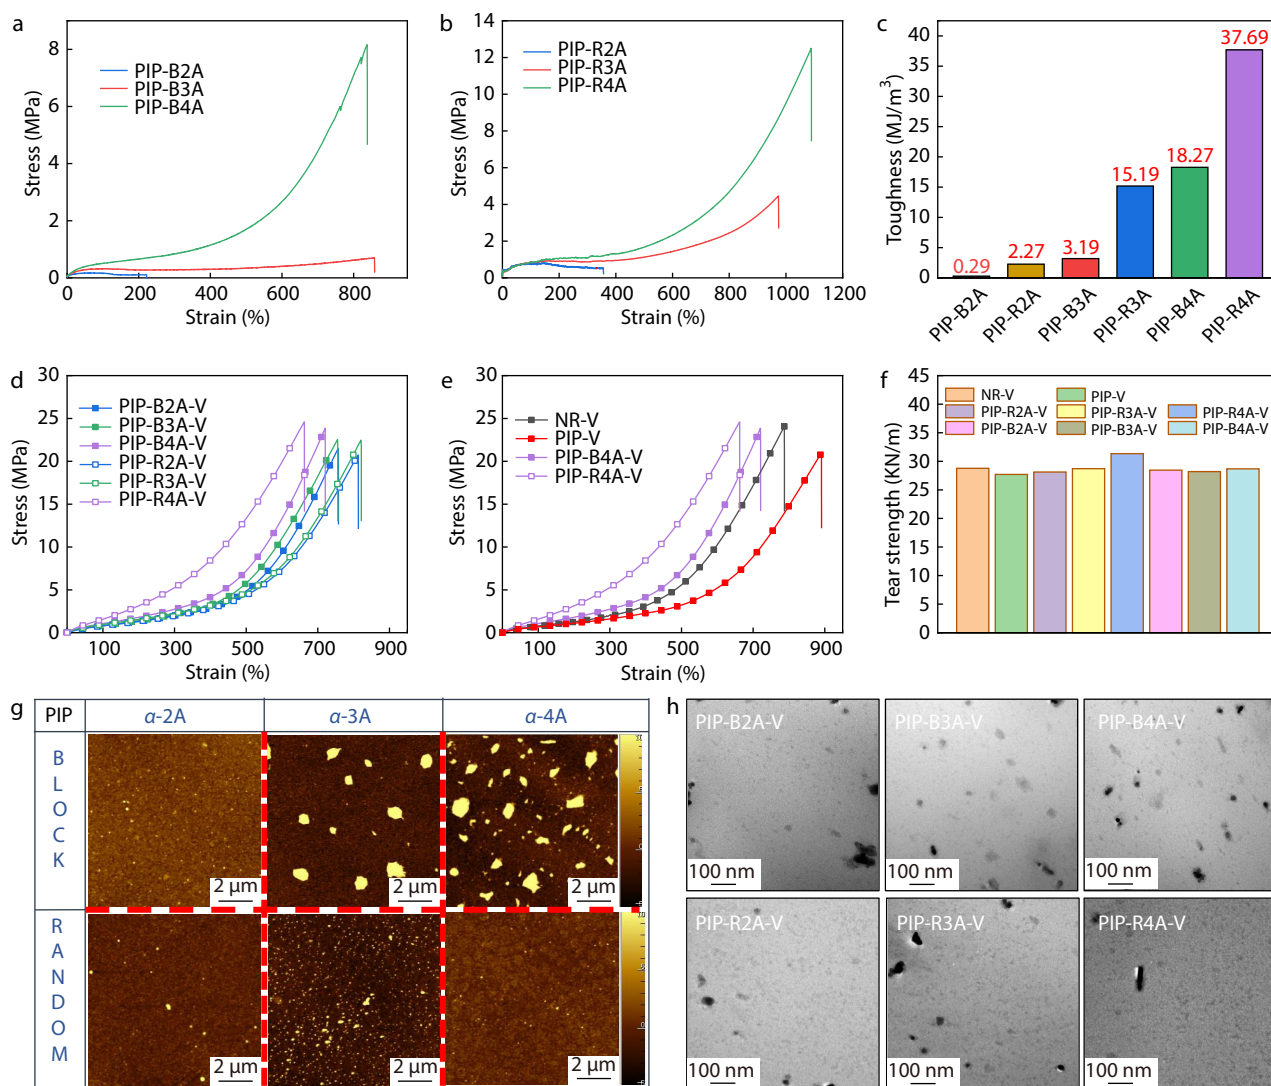 a
Stress (MPa)
8
6
4
2
0
PIP-B2A
PIP-B3A
PIP-B4A
0 200 400 600 800
Strain (%)
b
Stress (MPa)
14
12
10
8
6
4
2
0
PIP-R2A
PIP-R3A
PIP-R4A
0 200 400 600 800 1000 1200
Strain (%)
c
Toughness (MJ/m³)
40
35
30
25
20
15
10
5
0
0.29
2.27
3.19
15.19
18.27
37.69
PIP-B2A
PIP-R2A
PIP-B3A
PIP-R3A
PIP-B4A
PIP-R4A
d
Stress (MPa)
30
25
20
15
10
5
0
PIP-B2A-V
PIP-B3A-V
PIP-B4A-V
PIP-R2A-V
PIP-R3A-V
PIP-R4A-V
100 300 500 700 900
Strain (%)
e
Stress (MPa)
30
25
20
15
10
5
0
NR-V
PIP-V
PIP-B4A-V
PIP-R4A-V
100 300 500 700 900
Strain (%)
f
Tear strength (KN/m)
45
40
35
30
25
20
15
10
5
0
NR-V PIP-V
PIP-R2A-V PIP-R3A-V PIP-R4A-V
PIP-B2A-V PIP-B3A-V PIP-B4A-V
g
PIP α-2A α-3A α-4A
BLOCK
2 μm
2 μm
2 μm
RANDOM
2 μm
2 μm
2 μm
h
PIP-B2A-V
100 nm
PIP-B3A-V
100 nm
PIP-B4A-V
100 nm
PIP-R2A-V
100 nm
PIP-R3A-V
100 nm
PIP-R4A-V
100 nm